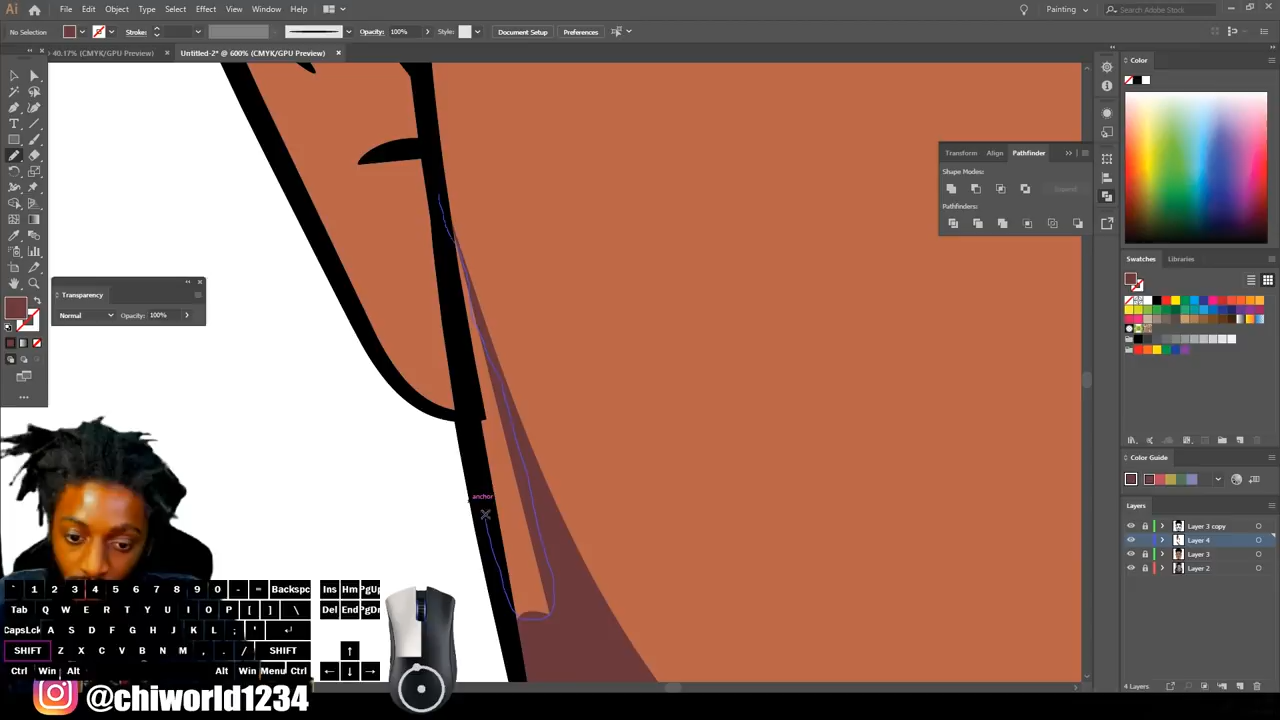 Ai File Edit Object Type Select Effect View Window Help Painting Search Adobe Stock
No Selection Stroke: Opacity: 100% Style: Document Setup Preferences
40.17% (CMYK/GPU Preview) × Untitled-2* @ 600% (CMYK/GPU Preview) ×
Color
Transform Align Pathfinder
Shape Modes:
Expand
Pathfinders:
Swatches Libraries
Transparency
Normal Opacity: 100%
anchor
Color Guide
Layers
Layer 3 copy
Layer 4
Layer 3
Layer 2
4 Layers
` 1 2 3 4 5 6 7 8 9 0 - = Backspc Ins Hm PgUp
Tab Q W E R T Y U I O P [ ] \ Del End PgDn
CapsLck A S D F G H J K L ; '
SHIFT Z X C V B N M , . / SHIFT
Ctrl Win Alt Alt Win Menu Ctrl
@chiworld1234